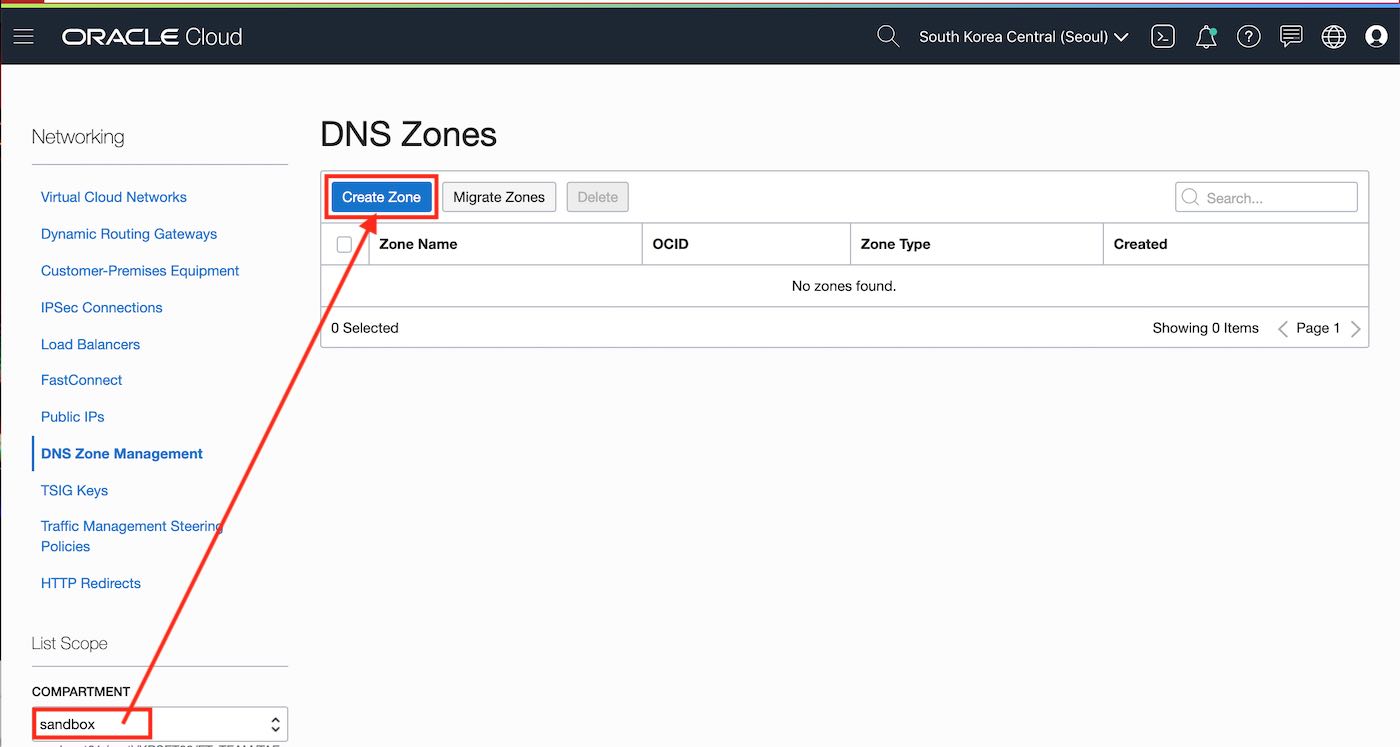 ORACLE Cloud
South Korea Central (Seoul)
Networking
Virtual Cloud Networks
Dynamic Routing Gateways
Customer-Premises Equipment
IPSec Connections
Load Balancers
FastConnect
Public IPs
DNS Zone Management
TSIG Keys
Traffic Management Steering
Policies
HTTP Redirects
List Scope
COMPARTMENT
sandbox
DNS Zones
Create Zone Migrate Zones Delete Search...
Zone Name OCID Zone Type Created
No zones found.
0 Selected Showing 0 Items Page 1